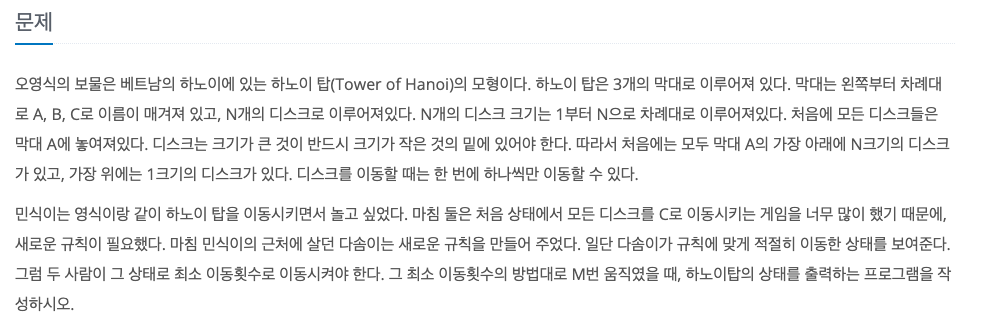 문제
오영식의 보물은 베트남의 하노이에 있는 하노이 탑(Tower of Hanoi)의 모형이다. 하노이 탑은 3개의 막대로 이루어져 있다. 막대는 왼쪽부터 차례대
로 A, B, C로 이름이 매겨져 있고, N개의 디스크로 이루어져있다. N개의 디스크 크기는 1부터 N으로 차례대로 이루어져있다. 처음에 모든 디스크들은
막대 A에 놓여져있다. 디스크는 크기가 큰 것이 반드시 크기가 작은 것의 밑에 있어야 한다. 따라서 처음에는 모두 막대 A의 가장 아래에 N크기의 디스크
가 있고, 가장 위에는 1크기의 디스크가 있다. 디스크를 이동할 때는 한 번에 하나씩만 이동할 수 있다.
민식이는 영식이랑 같이 하노이 탑을 이동시키면서 놀고 싶었다. 마침 둘은 처음 상태에서 모든 디스크를 C로 이동시키는 게임을 너무 많이 했기 때문에,
새로운 규칙이 필요했다. 마침 민식이의 근처에 살던 다솜이는 새로운 규칙을 만들어 주었다. 일단 다솜이가 규칙에 맞게 적절히 이동한 상태를 보여준다.
그럼 두 사람이 그 상태로 최소 이동횟수로 이동시켜야 한다. 그 최소 이동횟수의 방법대로 M번 움직였을 때, 하노이탑의 상태를 출력하는 프로그램을 작
성하시오.